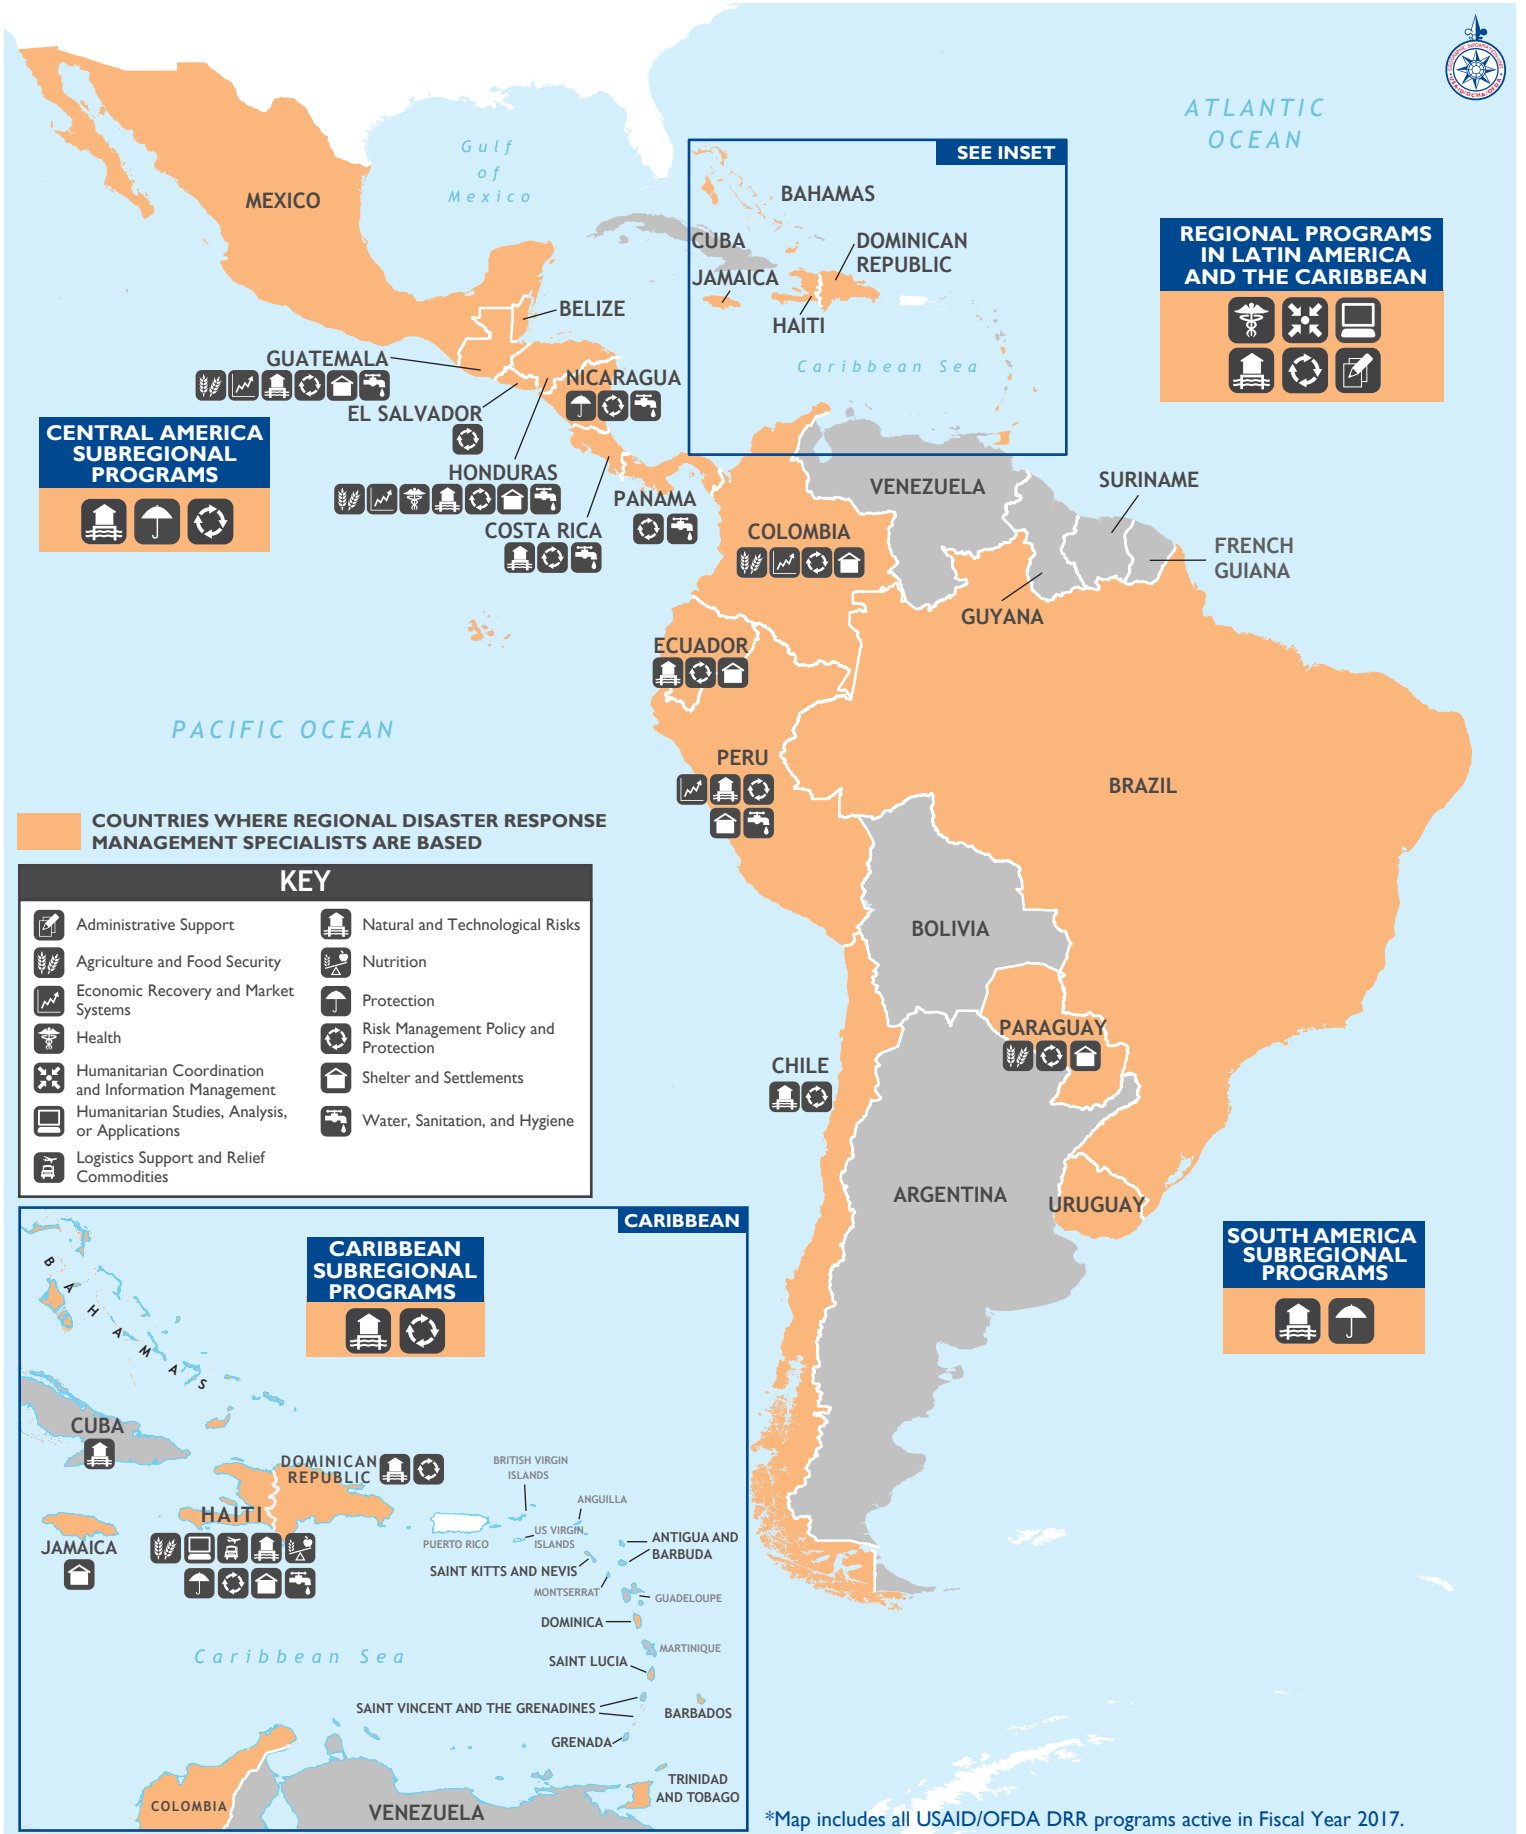 ATLANTIC
OCEAN
Gulf
of
Mexico
SEE INSET
MEXICO
BAHAMAS
CUBA
DOMINICAN
REPUBLIC
JAMAICA
HAITI
Caribbean Sea
REGIONAL PROGRAMS
IN LATIN AMERICA
AND THE CARIBBEAN
BELIZE
GUATEMALA
NICARAGUA
EL SALVADOR
CENTRAL AMERICA
SUBREGIONAL
PROGRAMS
HONDURAS
PANAMA
COSTA RICA
VENEZUELA
SURINAME
COLOMBIA
FRENCH
GUIANA
GUYANA
ECUADOR
PACIFIC OCEAN
PERU
BRAZIL
COUNTRIES WHERE REGIONAL DISASTER RESPONSE
MANAGEMENT SPECIALISTS ARE BASED
KEY
Administrative Support
Agriculture and Food Security
Economic Recovery and Market
Systems
Health
Humanitarian Coordination
and Information Management
Humanitarian Studies, Analysis,
or Applications
Logistics Support and Relief
Commodities
Natural and Technological Risks
Nutrition
Protection
Risk Management Policy and
Protection
Shelter and Settlements
Water, Sanitation, and Hygiene
BOLIVIA
PARAGUAY
CHILE
ARGENTINA
URUGUAY
SOUTH AMERICA
SUBREGIONAL
PROGRAMS
CARIBBEAN
CARIBBEAN
SUBREGIONAL
PROGRAMS
BAHAMAS
CUBA
DOMINICAN
REPUBLIC
BRITISH VIRGIN
ISLANDS
HAITI
ANGUILLA
JAMAICA
PUERTO RICO
US VIRGIN
ISLANDS
ANTIGUA AND
BARBUDA
SAINT KITTS AND NEVIS
MONTSERRAT
GUADELOUPE
DOMINICA
MARTINIQUE
Caribbean Sea
SAINT LUCIA
SAINT VINCENT AND THE GRENADINES
BARBADOS
GRENADA
TRINIDAD
AND TOBAGO
COLOMBIA
VENEZUELA
*Map includes all USAID/OFDA DRR programs active in Fiscal Year 2017.